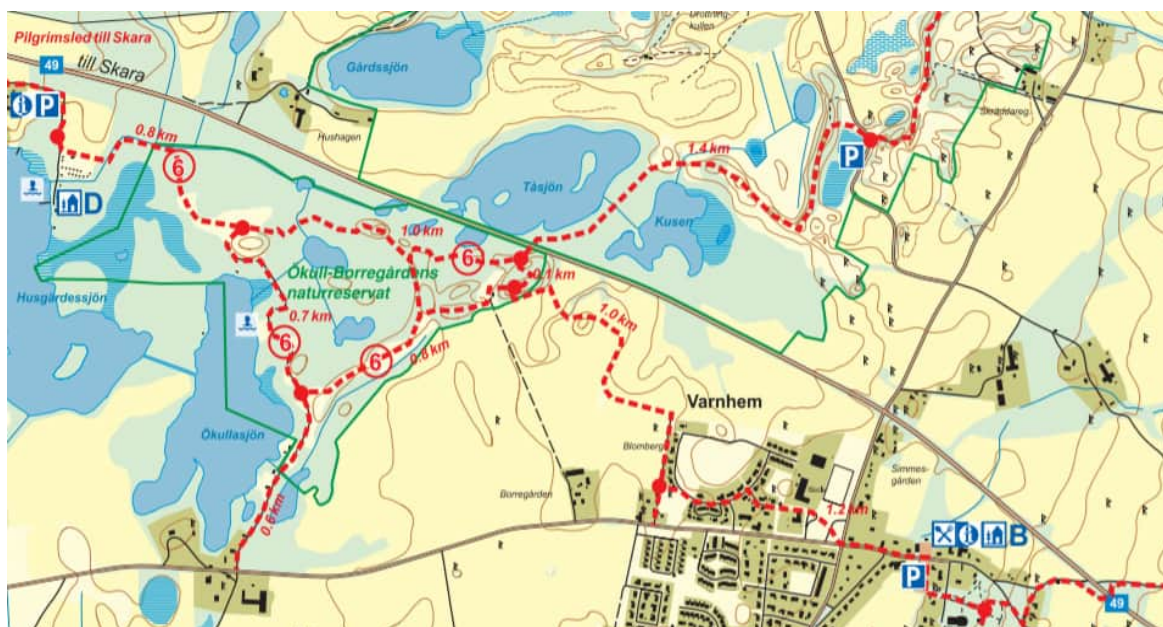 Drottning-
kullen
Pilgrimsled till Skara
49
till Skara
Gårdssjön
i P
0.8 km
Hushagen
Skräddareg.
1.4 km
P
6
Tåsjön
Kusen
D
1.0 km
6
Ökull-Borregårdens
naturreservat
0.1 km
Husgärdessjön
0.7 km
1.0 km
6
6
0.8 km
Varnhem
Ökullasjön
Blomberg
Simmes-
gården
Borregården
0.6 km
1.2 km
i B
P
49